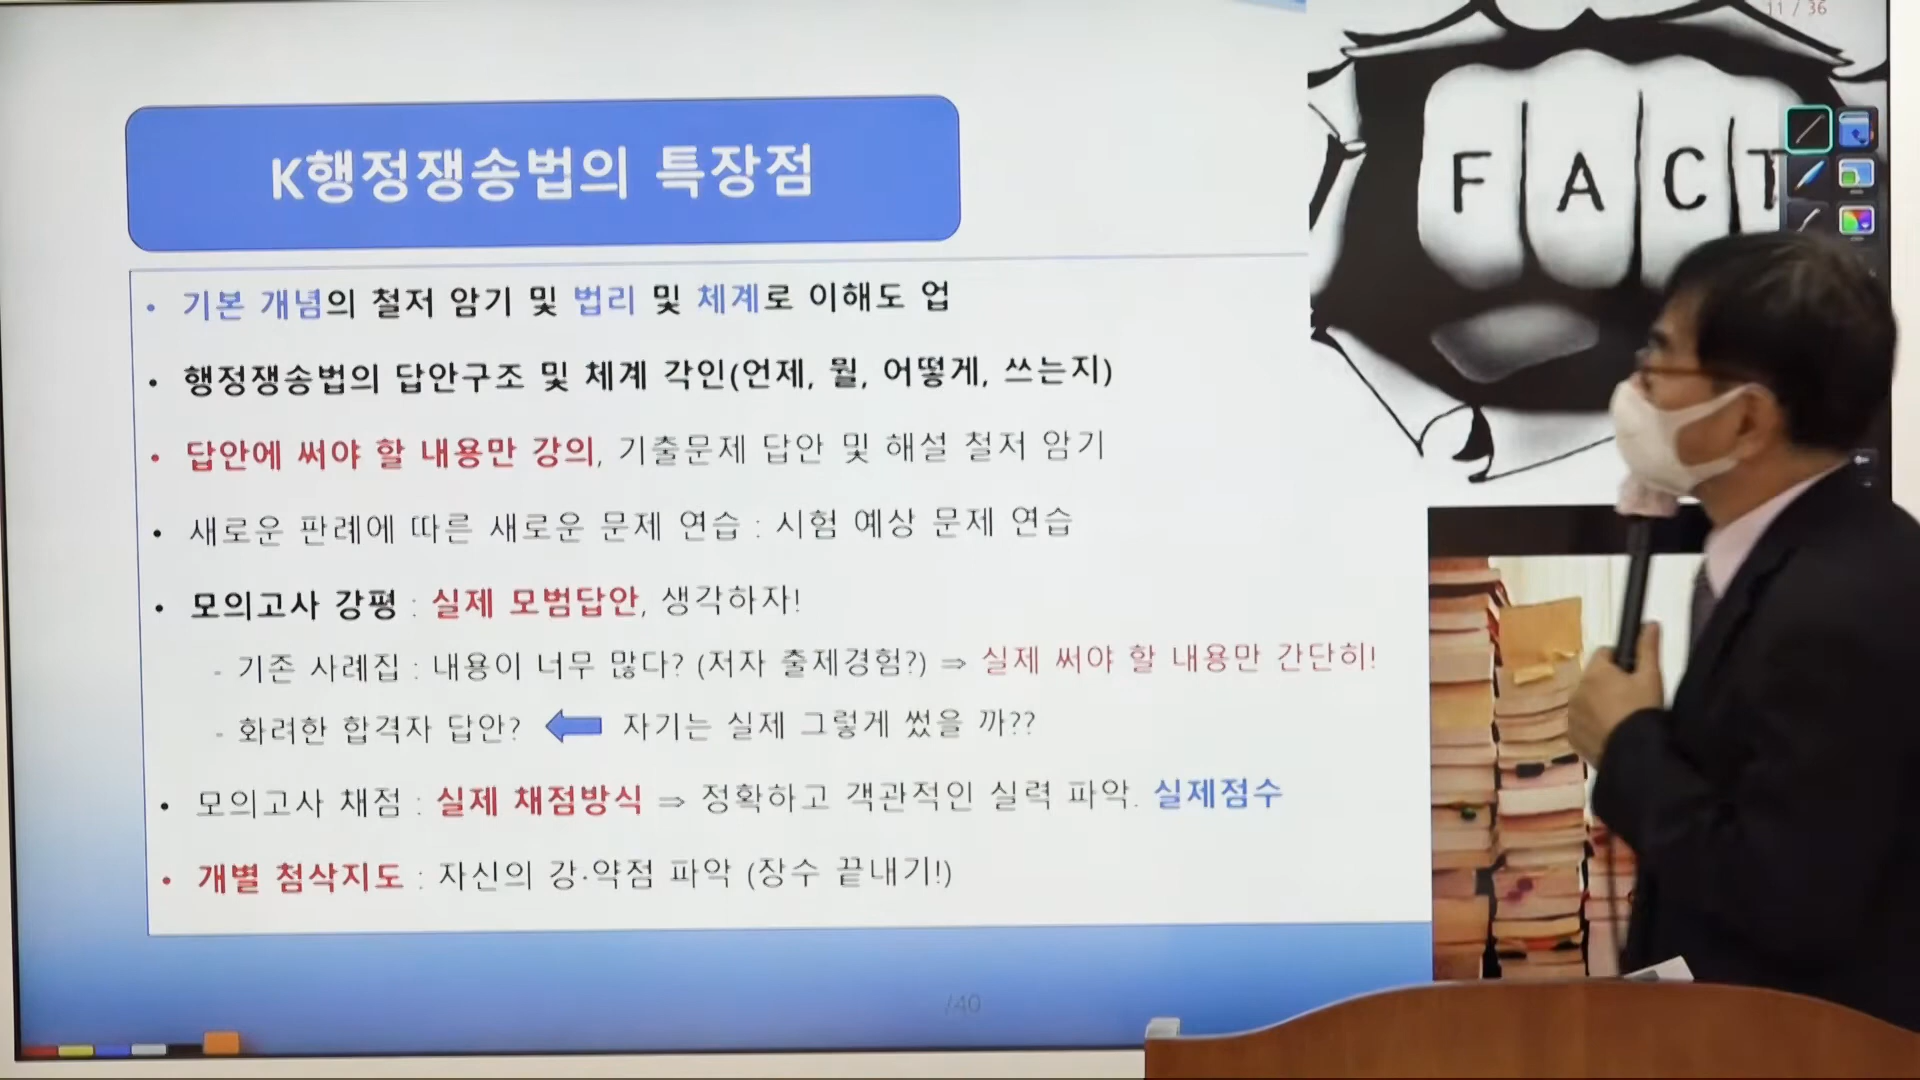 11 / 36
FACT
K행정쟁송법의 특장점
• 기본 개념의 철저 암기 및 법리 및 체계로 이해도 업
• 행정쟁송법의 답안구조 및 체계 각인(언제, 뭘, 어떻게, 쓰는지)
• 답안에 써야 할 내용만 강의, 기출문제 답안 및 해설 철저 암기
• 새로운 판례에 따른 새로운 문제 연습 : 시험 예상 문제 연습
• 모의고사 강평 : 실제 모범답안, 생각하자!
- 기존 사례집 : 내용이 너무 많다? (저자 출제경험?) ⇒ 실제 써야 할 내용만 간단히!
- 화려한 합격자 답안? 자기는 실제 그렇게 썼을 까??
• 모의고사 채점 : 실제 채점방식 ⇒ 정확하고 객관적인 실력 파악. 실제점수
• 개별 첨삭지도 : 자신의 강·약점 파악 (장수 끝내기!)
/40